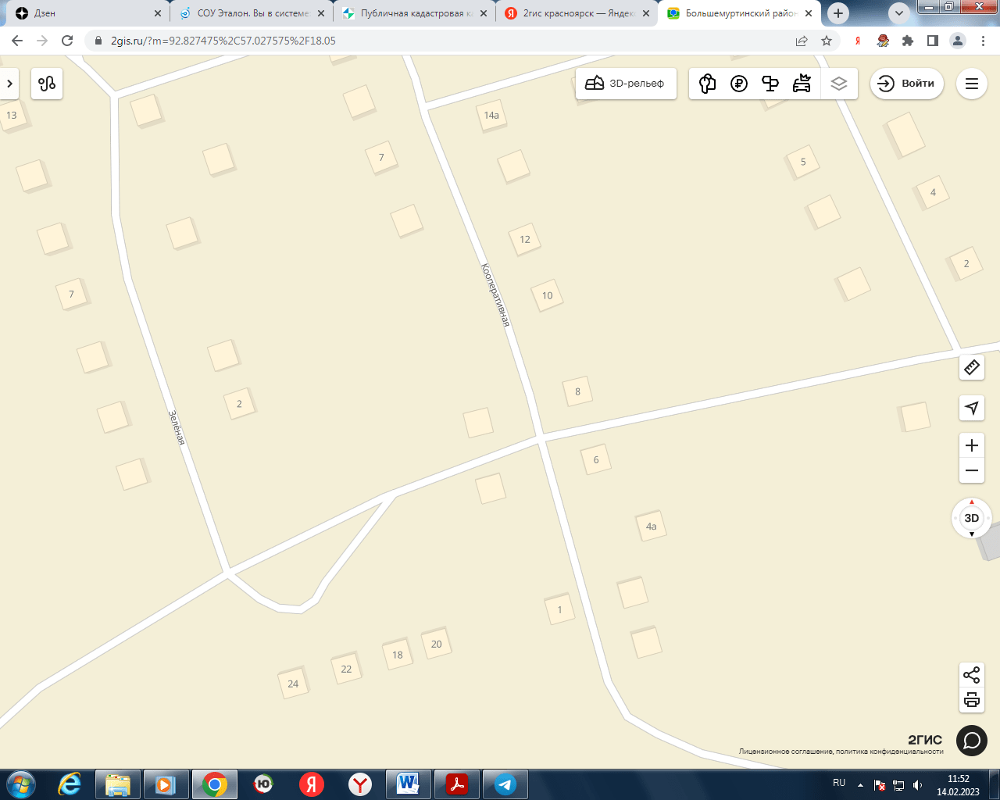 Дзен
СОУ Эталон. Вы в системе
Публичная кадастровая ка
2гис красноярск — Яндекс
Большемуртинский район
2gis.ru/?m=92.827475%2C57.027575%2F18.05
3D-рельеф
Войти
13
14а
7
5
4
12
2
7
10
Кооперативная
8
2
Зелёная
6
4а
3D
1
20
18
22
24
2ГИС
Лицензионное соглашение, политика конфиденциальности
RU
11:52
14.02.2023